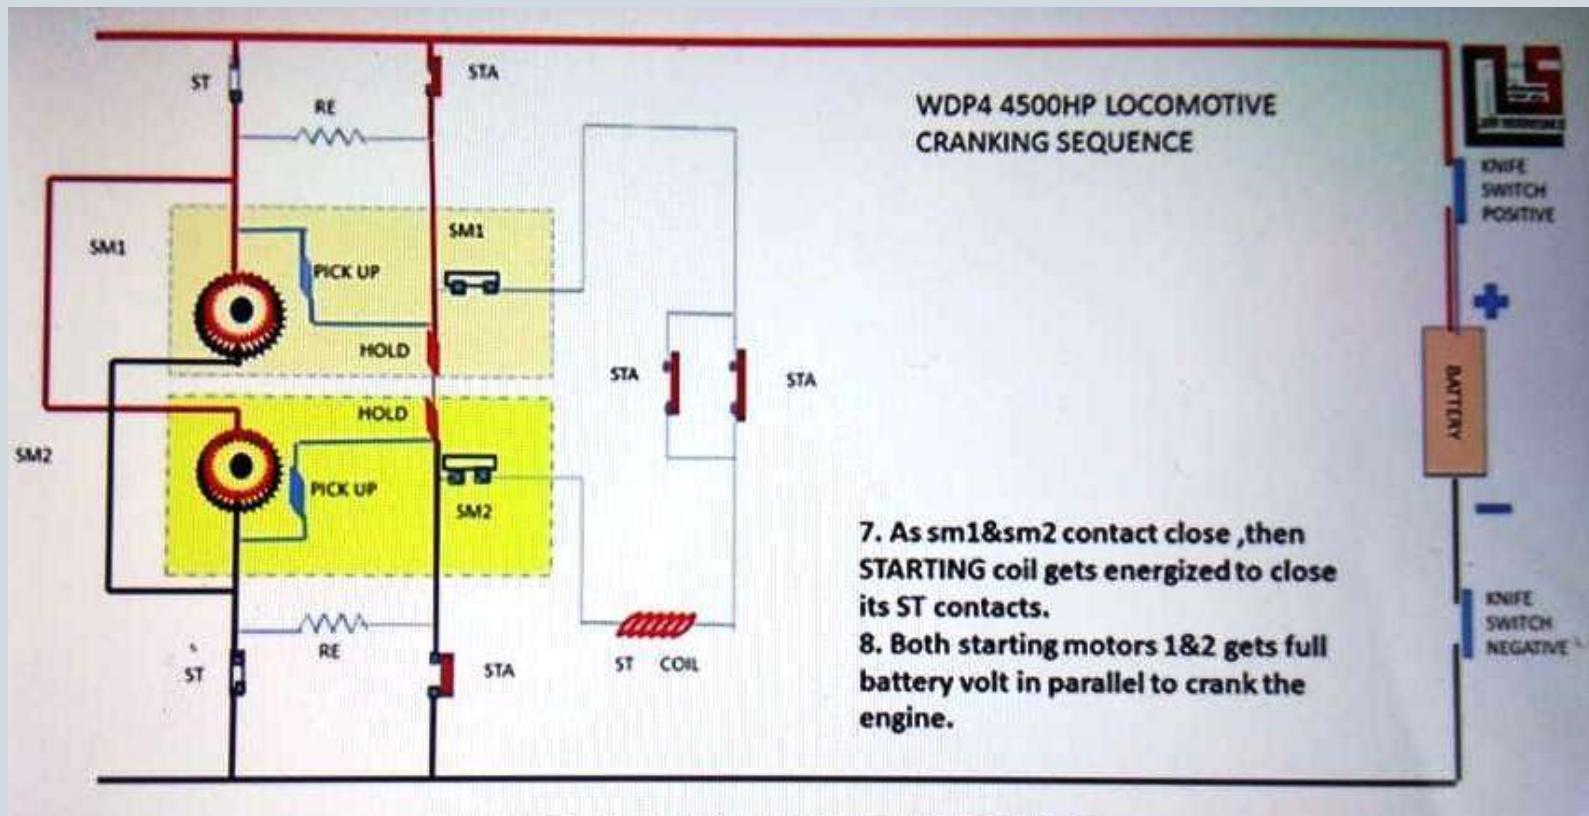 WDP4 4500HP LOCOMOTIVE
CRANKING SEQUENCE
ST
STA
RE
KNIFE
SWITCH
POSITIVE
SM1
SM1
PICK UP
HOLD
STA
STA
BATTERY
HOLD
SM2
PICK UP
SM2
7. As sm1&sm2 contact close ,then
STARTING coil gets energized to close
its ST contacts.
8. Both starting motors 1&2 gets full
battery volt in parallel to crank the
engine.
KNIFE
SWITCH
NEGATIVE
RE
ST
STA
ST COIL